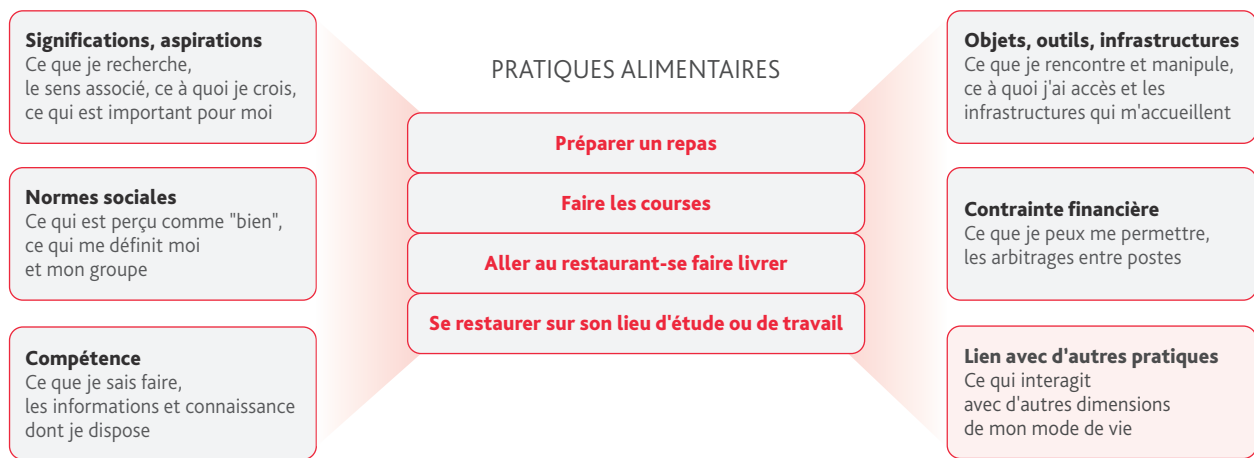 Significations, aspirations
Ce que je recherche,
le sens associé, ce à quoi je crois,
ce qui est important pour moi
Normes sociales
Ce qui est perçu comme "bien",
ce qui me définit moi
et mon groupe
Compétence
Ce que je sais faire,
les informations et connaissance
dont je dispose
PRATIQUES ALIMENTAIRES
Préparer un repas
Faire les courses
Aller au restaurant-se faire livrer
Se restaurer sur son lieu d'étude ou de travail
Objets, outils, infrastructures
Ce que je rencontre et manipule,
ce à quoi j'ai accès et les
infrastructures qui m'accueillent
Contrainte financière
Ce que je peux me permettre,
les arbitrages entre postes
Lien avec d'autres pratiques
Ce qui interagit
avec d'autres dimensions
de mon mode de vie